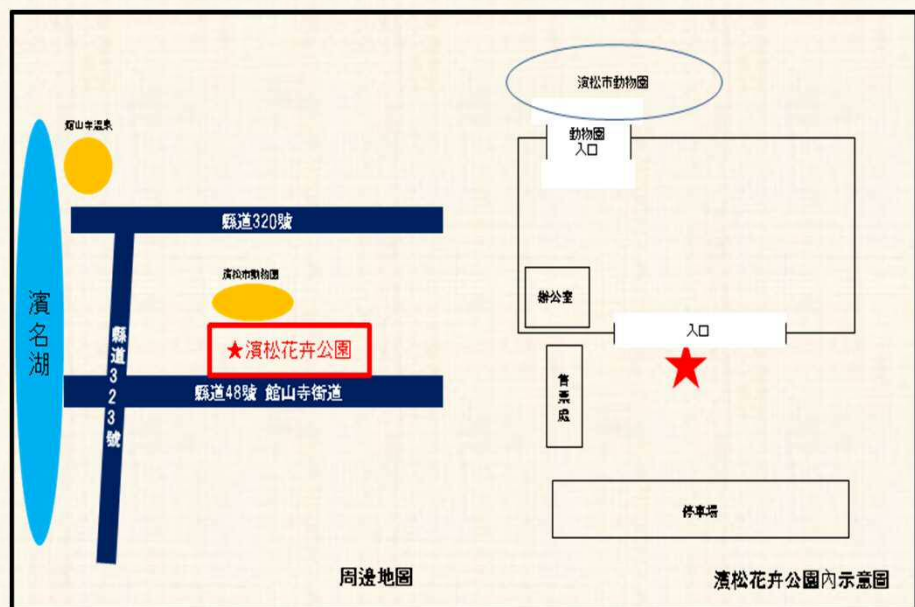 館山寺溫泉
縣道320號
濱松市動物園
★濱松花卉公園
縣道48號 館山寺街道
濱名湖
縣道323號
周邊地圖
濱松市動物園
動物園
入口
辦公室
入口
售票處
停車場
濱松花卉公園內示意圖